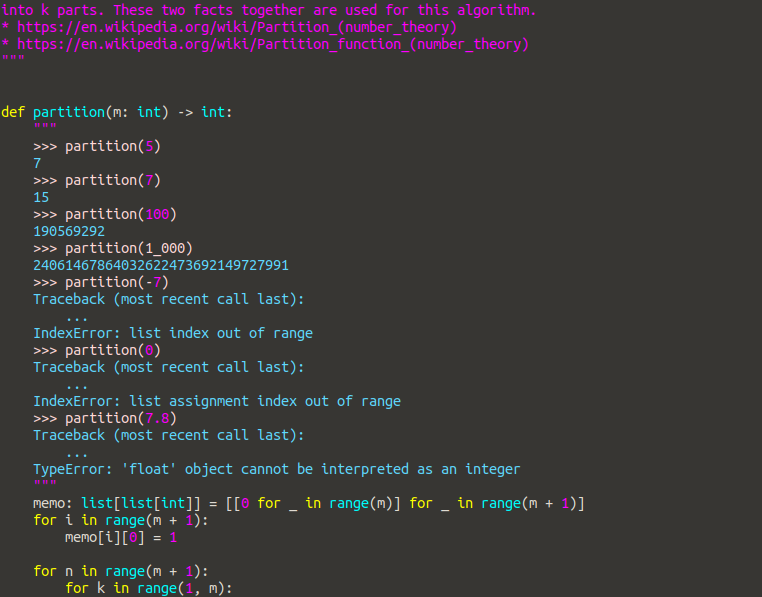 into k parts. These two facts together are used for this algorithm.
* https://en.wikipedia.org/wiki/Partition_(number_theory)
* https://en.wikipedia.org/wiki/Partition_function_(number_theory)
"""
def partition(m: int) -> int:
    """
    >>> partition(5)
    7
    >>> partition(7)
    15
    >>> partition(100)
    190569292
    >>> partition(1_000)
    24061467864032622473692149727991
    >>> partition(-7)
    Traceback (most recent call last):
        ...
    IndexError: list index out of range
    >>> partition(0)
    Traceback (most recent call last):
        ...
    IndexError: list assignment index out of range
    >>> partition(7.8)
    Traceback (most recent call last):
        ...
    TypeError: 'float' object cannot be interpreted as an integer
    """
    memo: list[list[int]] = [[0 for _ in range(m)] for _ in range(m + 1)]
    for i in range(m + 1):
        memo[i][0] = 1
    for n in range(m + 1):
        for k in range(1, m):